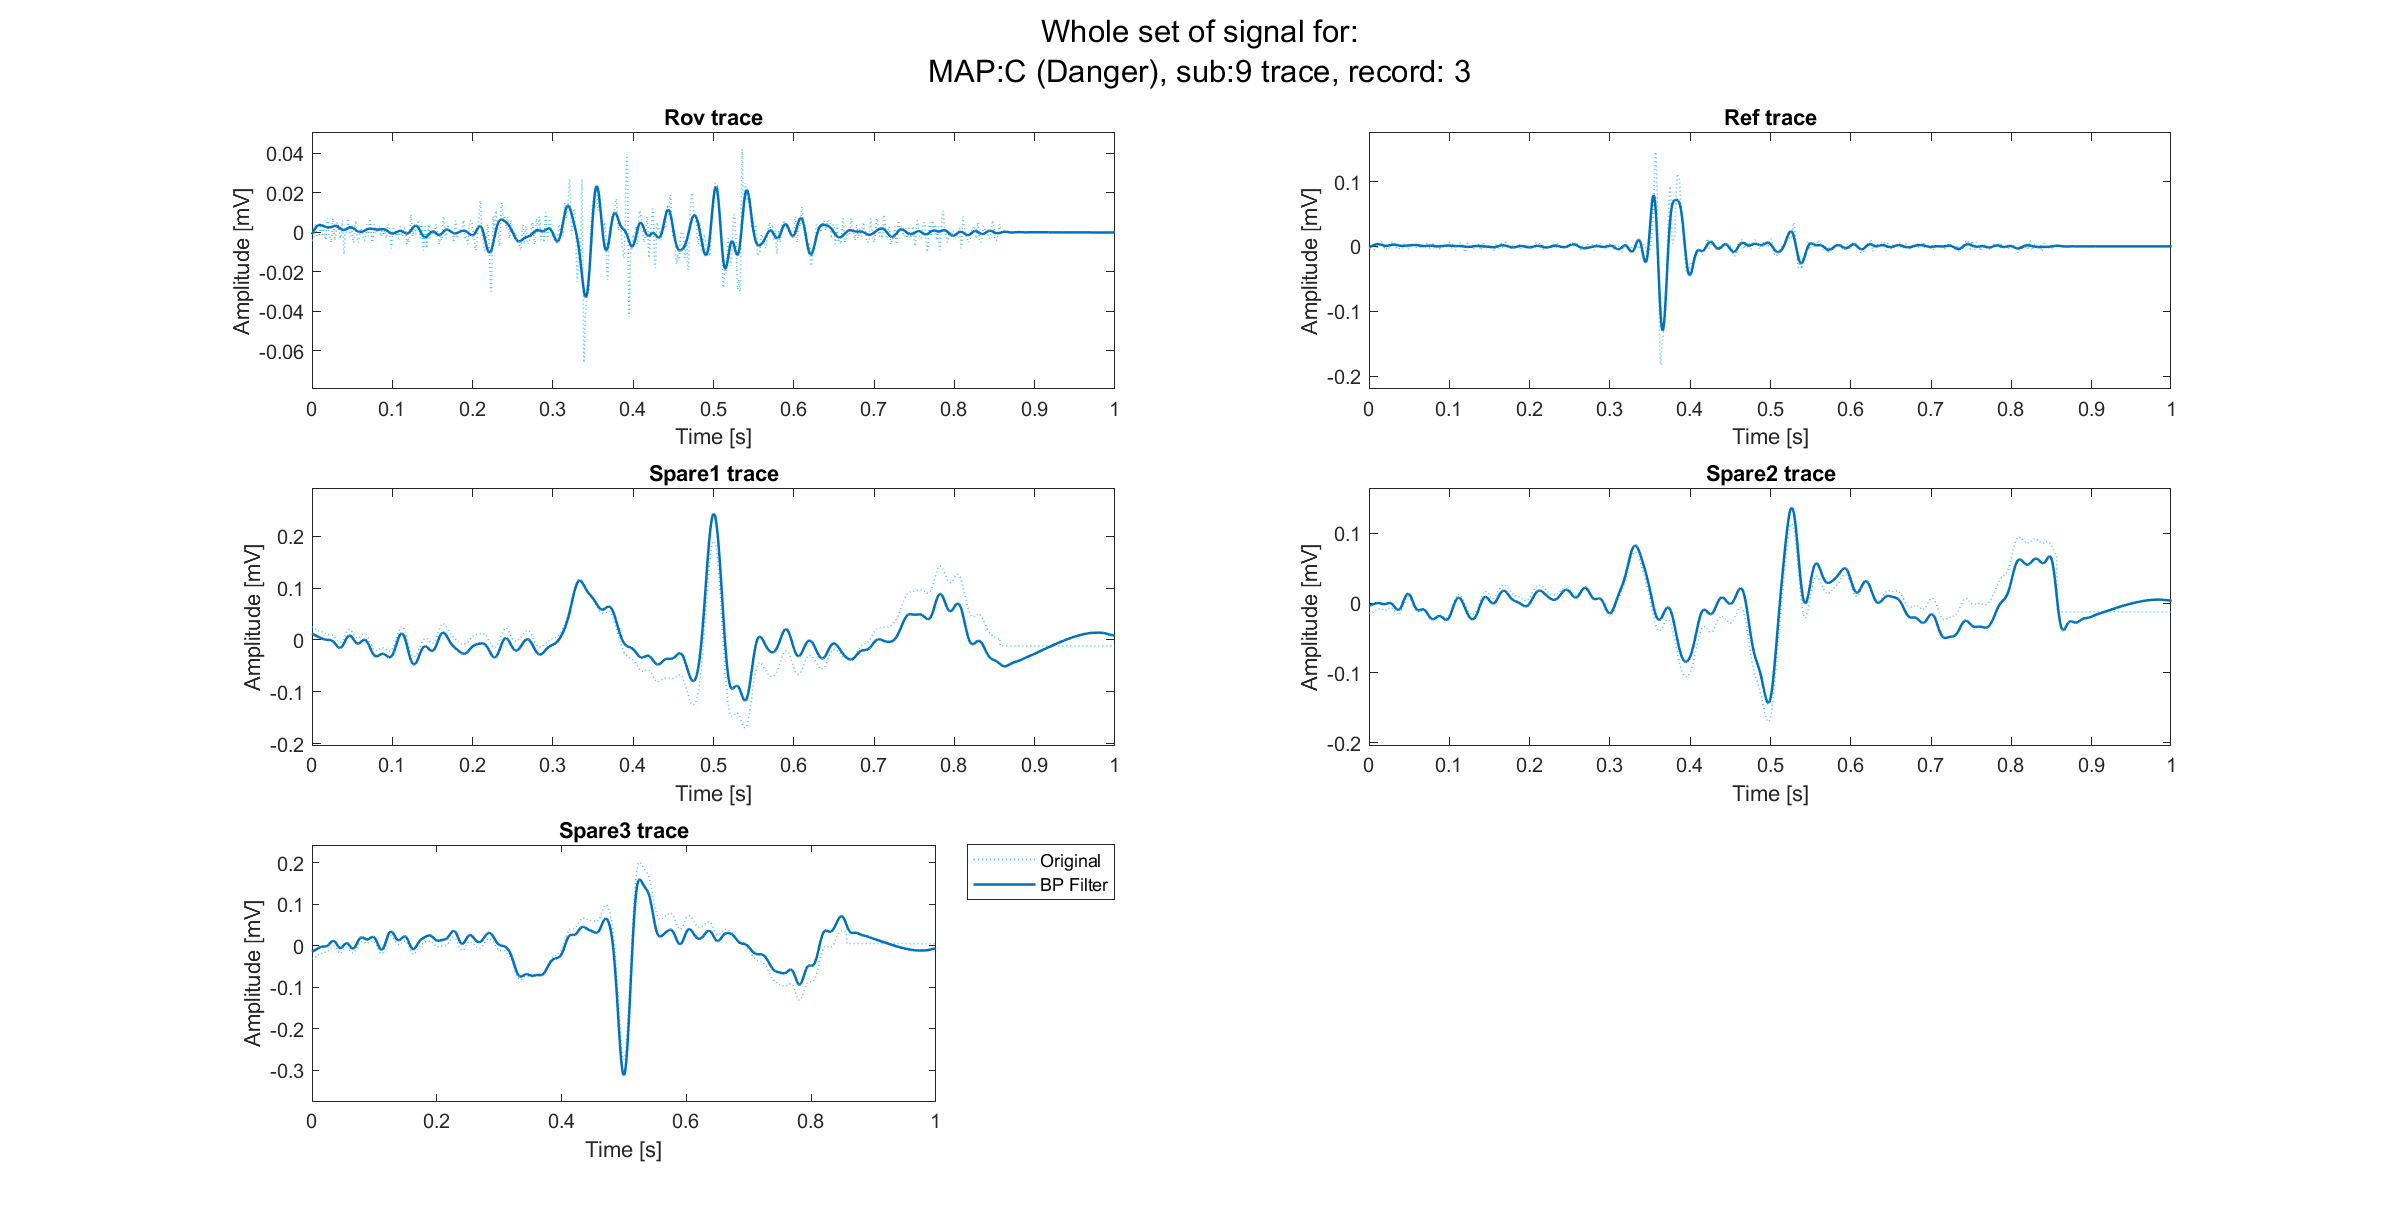 Whole set of signal for:
MAP:C (Danger), sub:9 trace, record: 3
Rov trace
Amplitude [mV]
0.04
0.02
0
-0.02
-0.04
-0.06
0 0.1 0.2 0.3 0.4 0.5 0.6 0.7 0.8 0.9 1
Time [s]
Ref trace
Amplitude [mV]
0.1
0
-0.1
-0.2
0 0.1 0.2 0.3 0.4 0.5 0.6 0.7 0.8 0.9 1
Time [s]
Spare1 trace
Amplitude [mV]
0.2
0.1
0
-0.1
-0.2
0 0.1 0.2 0.3 0.4 0.5 0.6 0.7 0.8 0.9 1
Time [s]
Spare2 trace
Amplitude [mV]
0.1
0
-0.1
-0.2
0 0.1 0.2 0.3 0.4 0.5 0.6 0.7 0.8 0.9 1
Time [s]
Spare3 trace
Amplitude [mV]
0.2
0.1
0
-0.1
-0.2
-0.3
0 0.2 0.4 0.6 0.8 1
Time [s]
Original
BP Filter